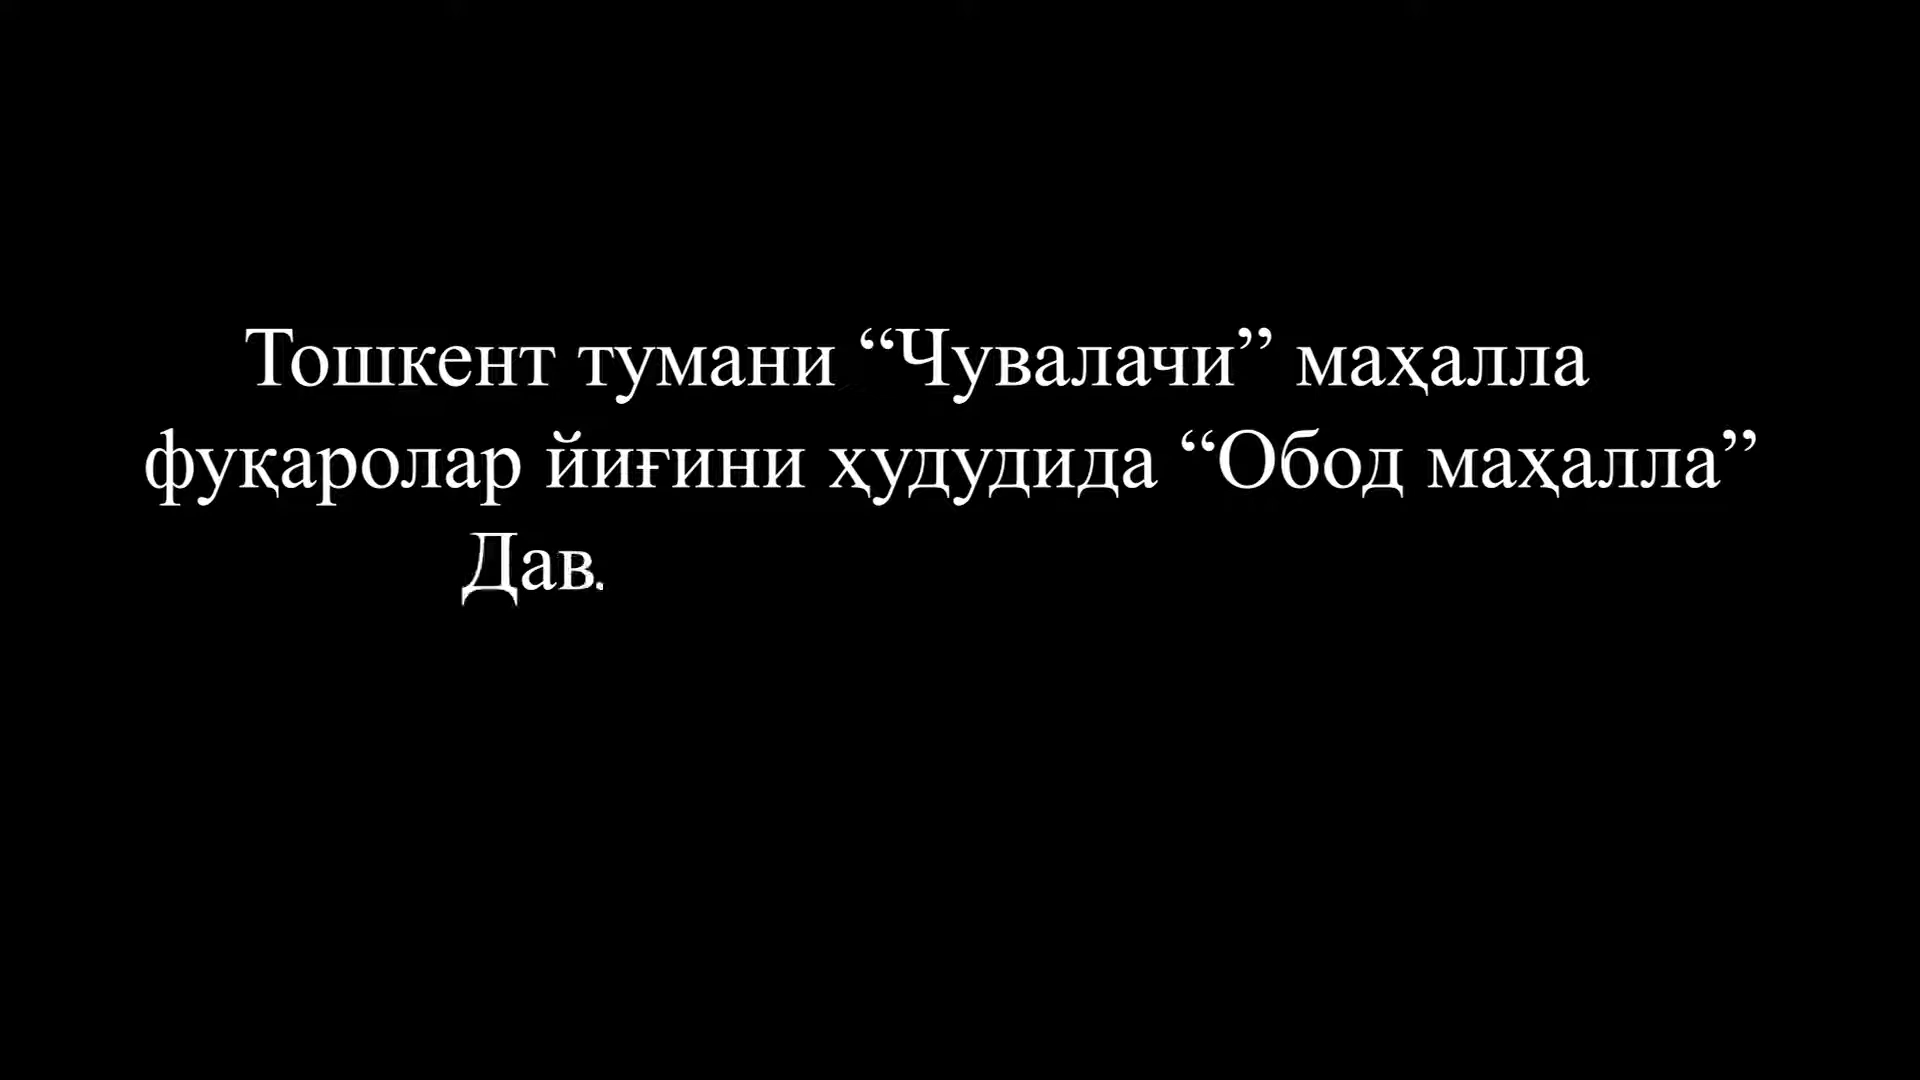 Тошкент тумани “Чувалачи” маҳалла
фуқаролар йиғини ҳудудида “Обод маҳалла”
Дав.